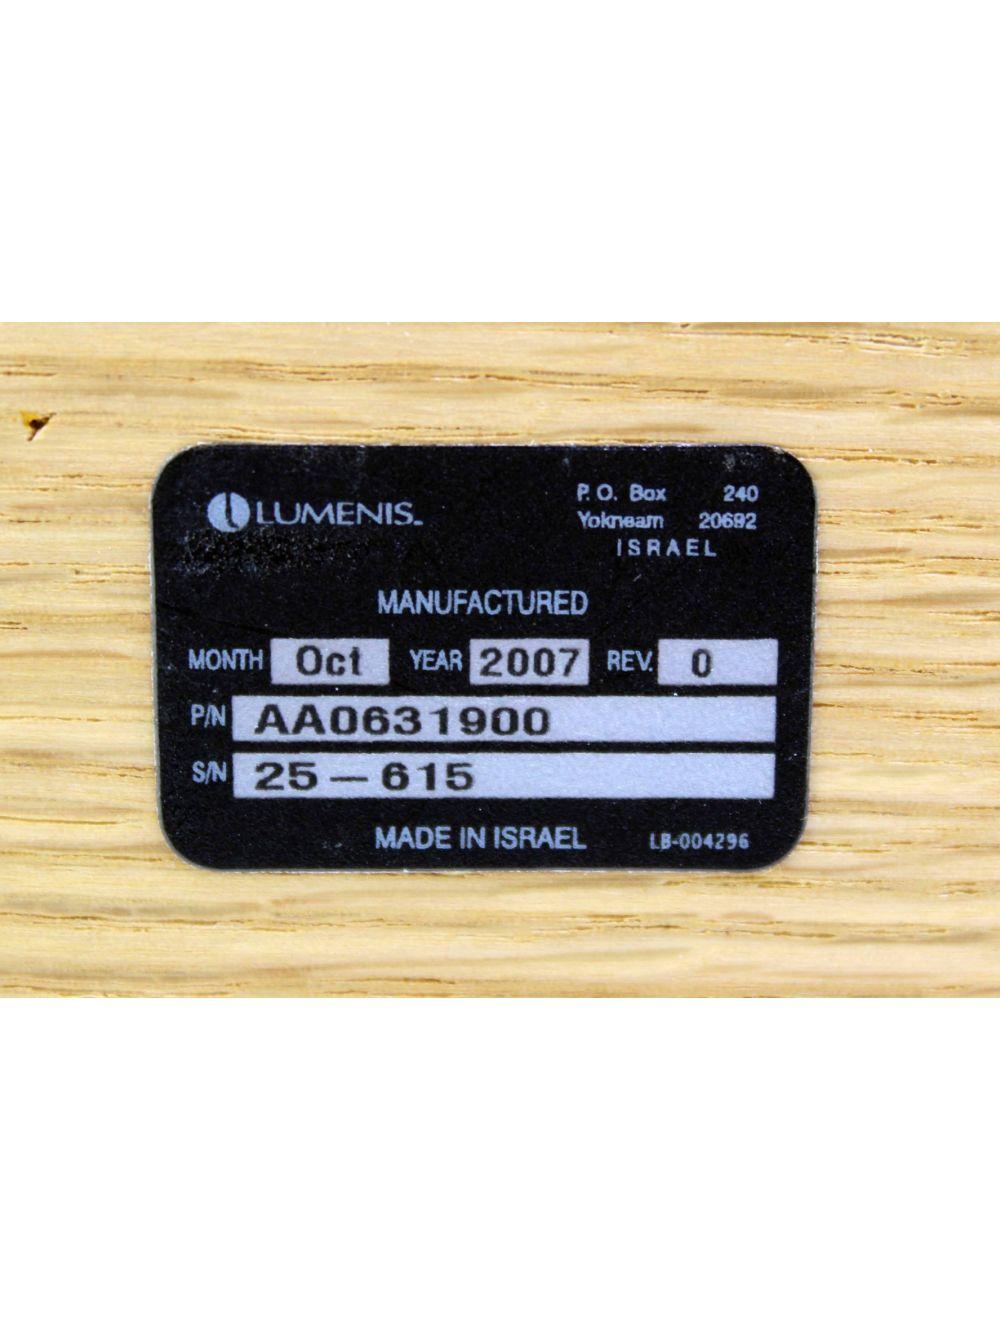 LUMENIS
P.O. Box 240
Yokneam 20692
ISRAEL
MANUFACTURED
MONTH Oct YEAR 2007 REV. 0
P/N AA0631900
S/N 25-615
MADE IN ISRAEL LB-004296